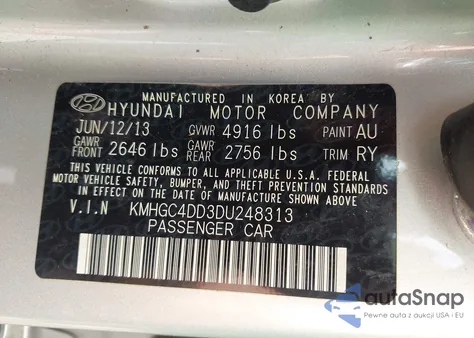 MANUFACTURED IN KOREA BY
HYUNDAI MOTOR COMPANY
JUN/12/13 GVWR 4916 lbs PAINT AU
GAWR FRONT 2646 lbs GAWR REAR 2756 lbs TRIM RY
THIS VEHICLE CONFORMS TO ALL APPLICABLE U.S.A. FEDERAL
MOTOR VEHICLE SAFETY, BUMPER, AND THEFT PREVENTION STANDARDS
IN EFFECT ON THE DATE OF MANUFACTURE SHOWN ABOVE
V.I.N KMHGC4DD3DU248313
PASSENGER CAR
autoSnap
Pewne auta z aukcji USA i EU